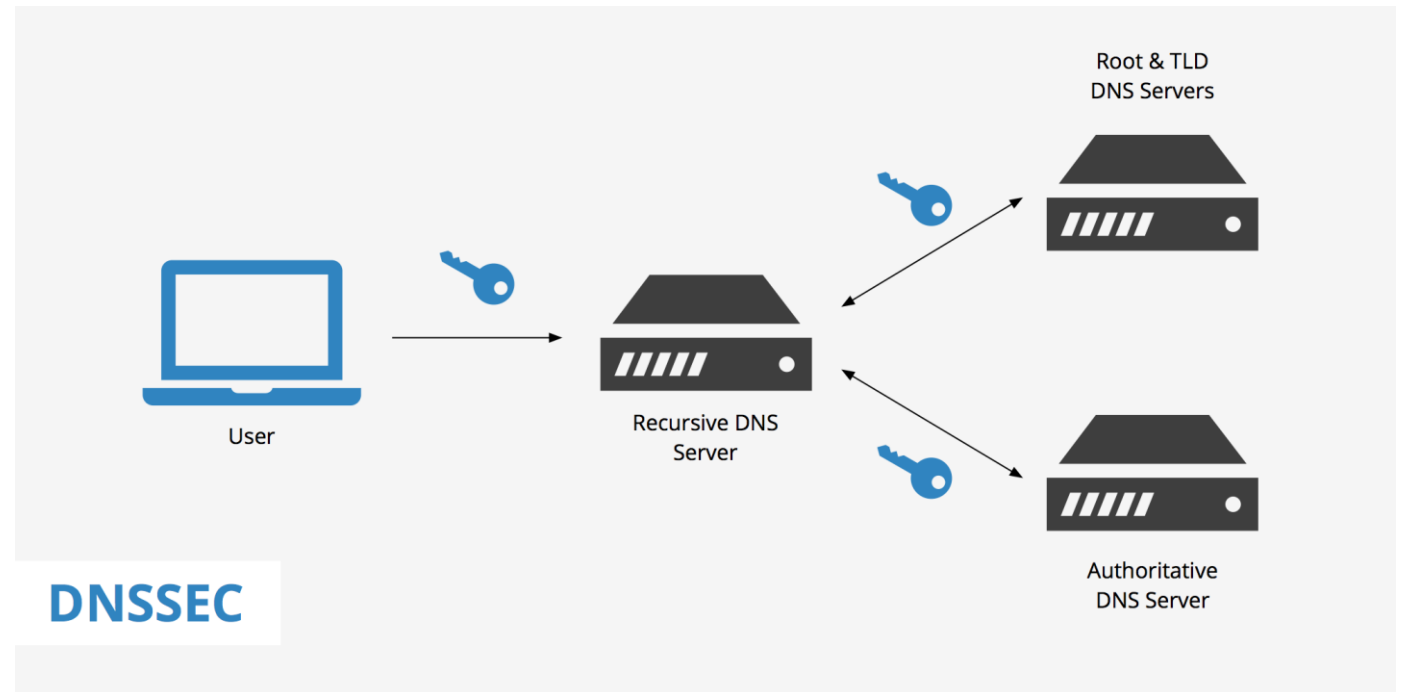 Root & TLD
DNS Servers
User
Recursive DNS
Server
Authoritative
DNS Server
DNSSEC